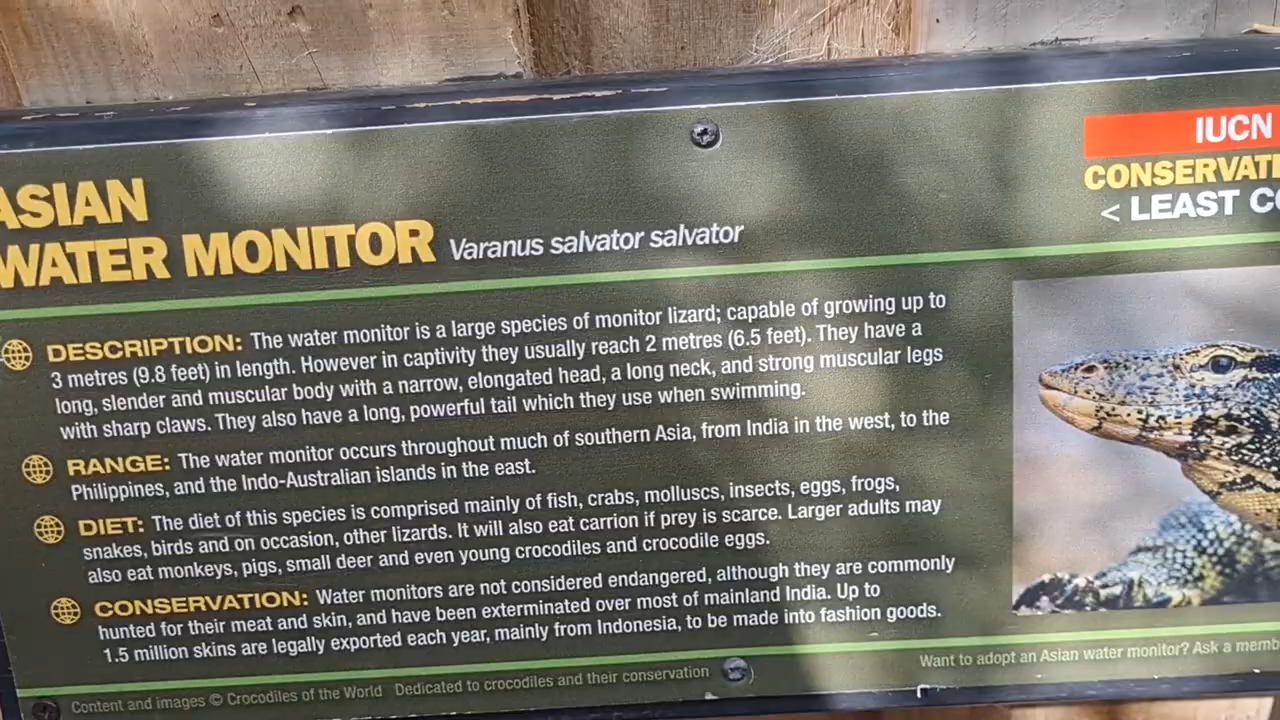 ASIAN
WATER MONITOR Varanus salvator salvator
IUCN
< LEAST
DESCRIPTION: The water monitor is a large species of monitor lizard; capable of growing up to
3 metres (9.8 feet) in length. However in captivity they usually reach 2 metres (6.5 feet). They have a
long, slender and muscular body with a narrow, elongated head, a long neck, and strong muscular legs
with sharp claws. They also have a long, powerful tail which they use when swimming.
RANGE: The water monitor occurs throughout much of southern Asia, from India in the west, to the
Philippines, and the Indo-Australian islands in the east.
DIET: The diet of this species is comprised mainly of fish, crabs, molluscs, insects, eggs, frogs,
snakes, birds and on occasion, other lizards. It will also eat carrion if prey is scarce. Larger adults may
also eat monkeys, pigs, small deer and even young crocodiles and crocodile eggs.
CONSERVATION: Water monitors are not considered endangered, although they are commonly
hunted for their meat and skin, and have been exterminated over most of mainland India. Up to
1.5 million skins are legally exported each year, mainly from Indonesia, to be made into fashion goods.
Content and images © Crocodiles of the World Dedicated to crocodiles and their conservation
Want to adopt an Asian water monitor? Ask a